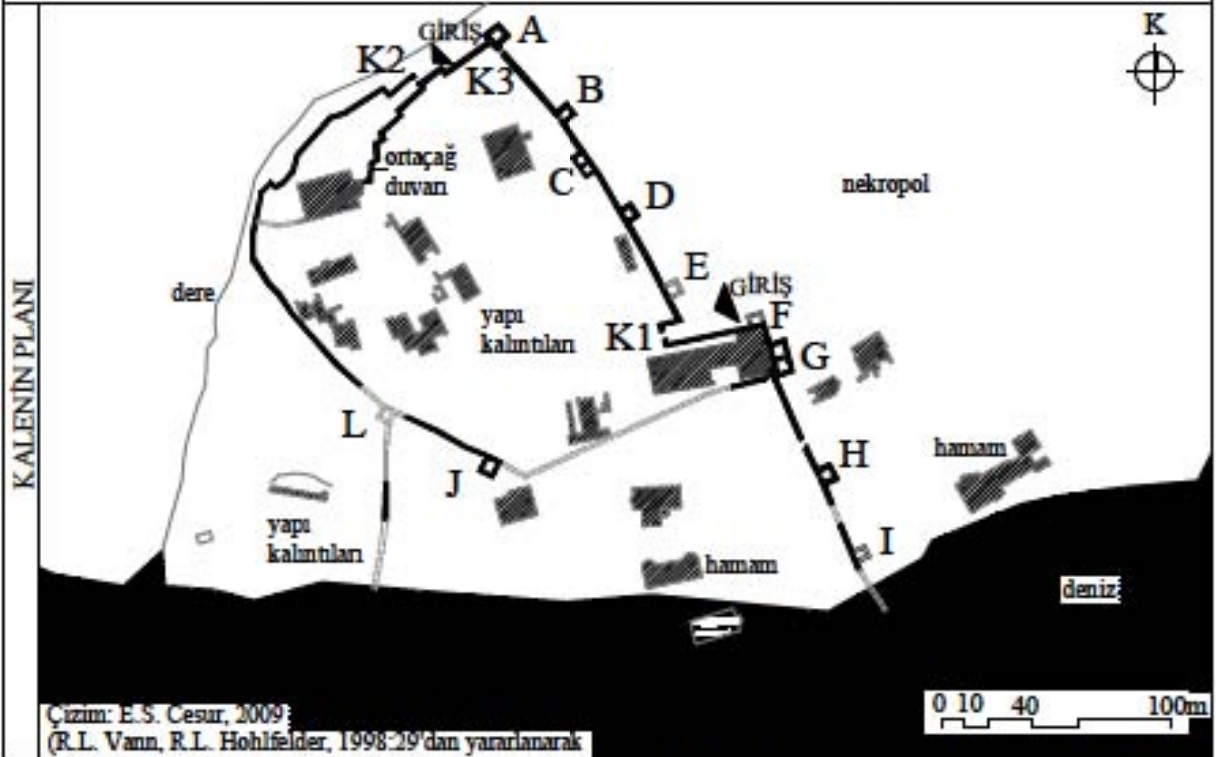 KALENİN PLANI
GİRİŞ
A
K
K2
K3
B
ortaçağ
duvarı
C
D
nekropol
E
dere
GİRİŞ
F
yapı
kalıntıları
K1
G
L
hamam
H
J
yapı
kalıntıları
I
hamam
deniz
0 10 40 100m
Çizim: E.S. Cesur, 2009
(R.L. Vann, R.L. Hohlfelder, 1998:29'dan yararlanarak